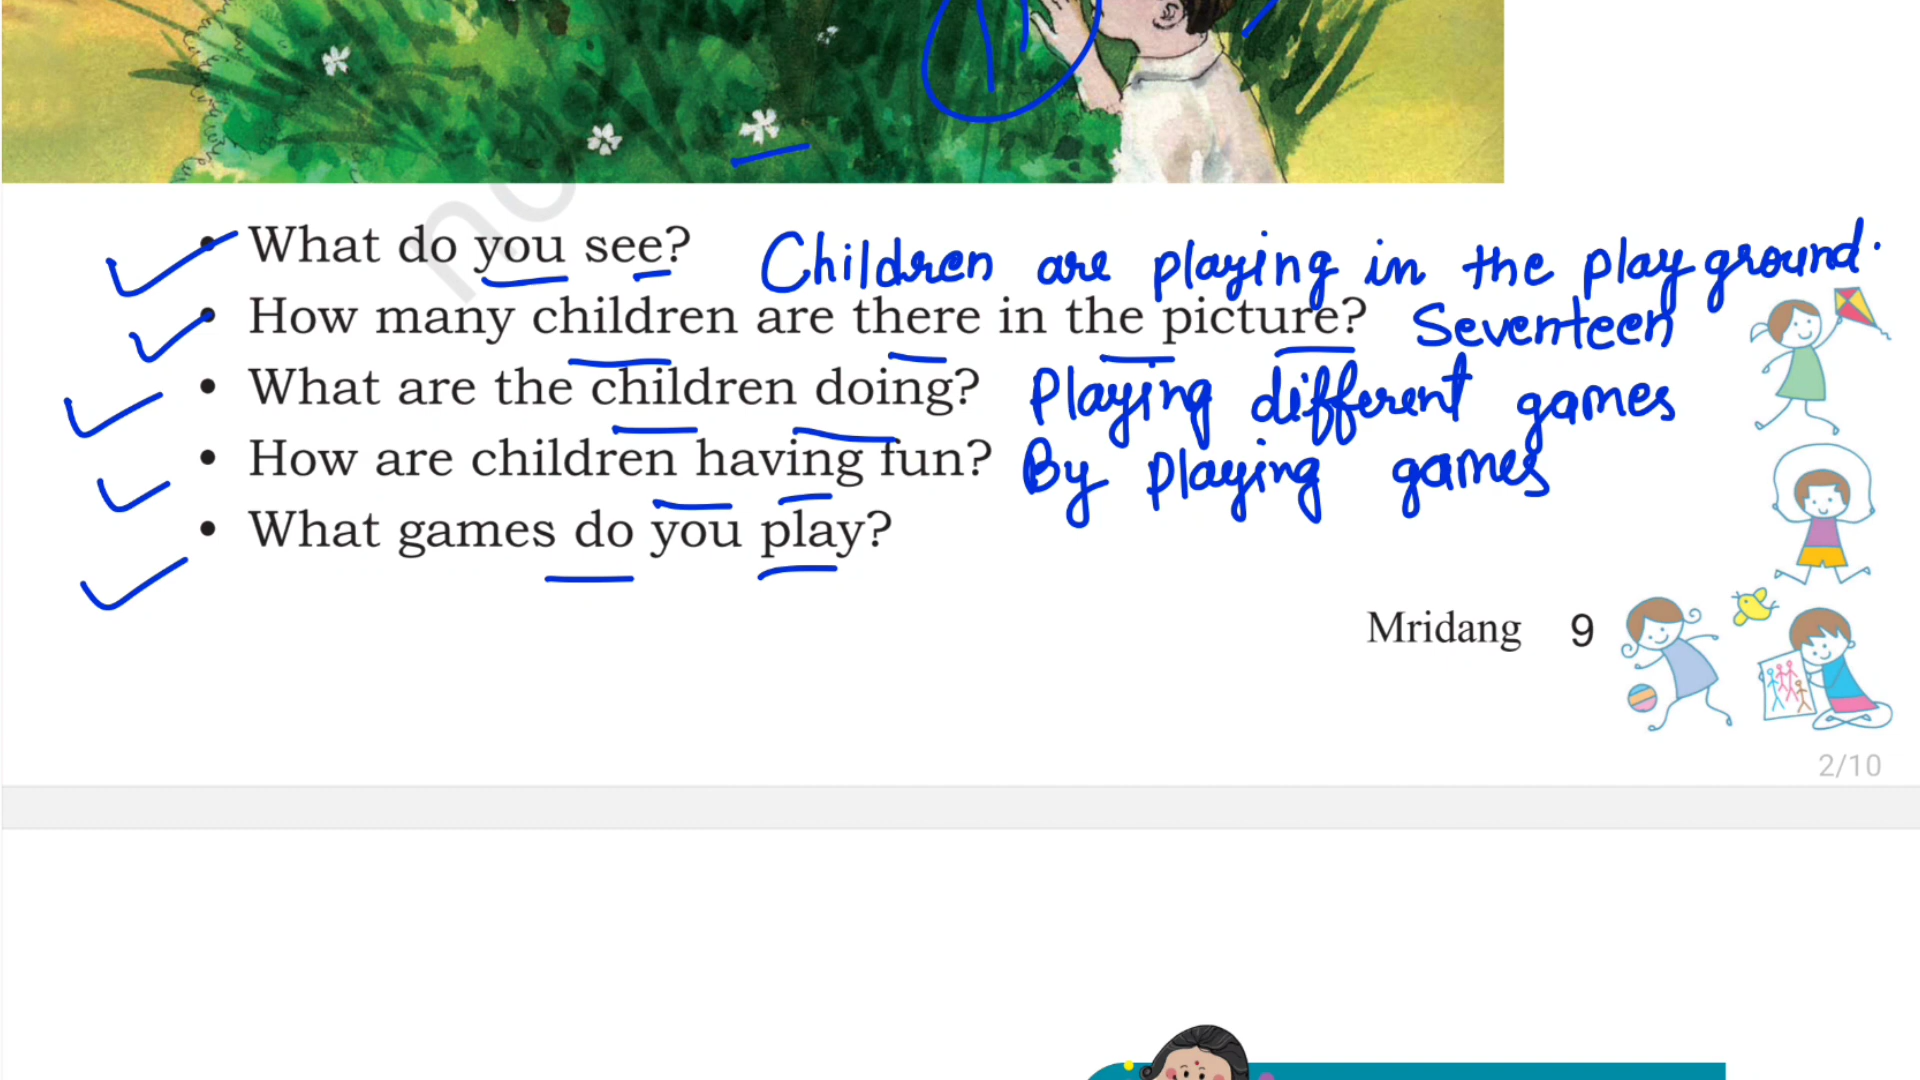 What do you see? Children are playing in the playground.
How many children are there in the picture? Seventeen
What are the children doing? Playing different games
How are children having fun? By playing games
What games do you play?
Mridang 9
2/10